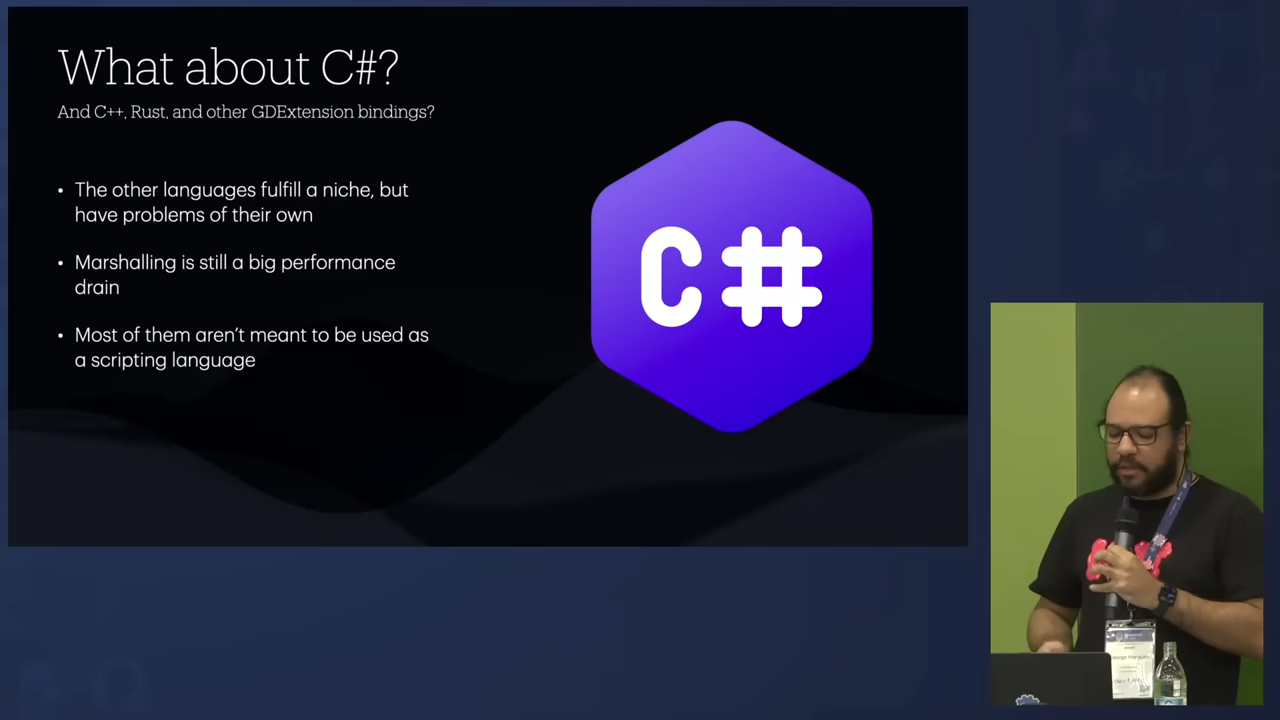 What about C#?
And C++, Rust, and other GDExtension bindings?
• The other languages fulfill a niche, but
have problems of their own
• Marshalling is still a big performance
drain
• Most of them aren't meant to be used as
a scripting language
C#